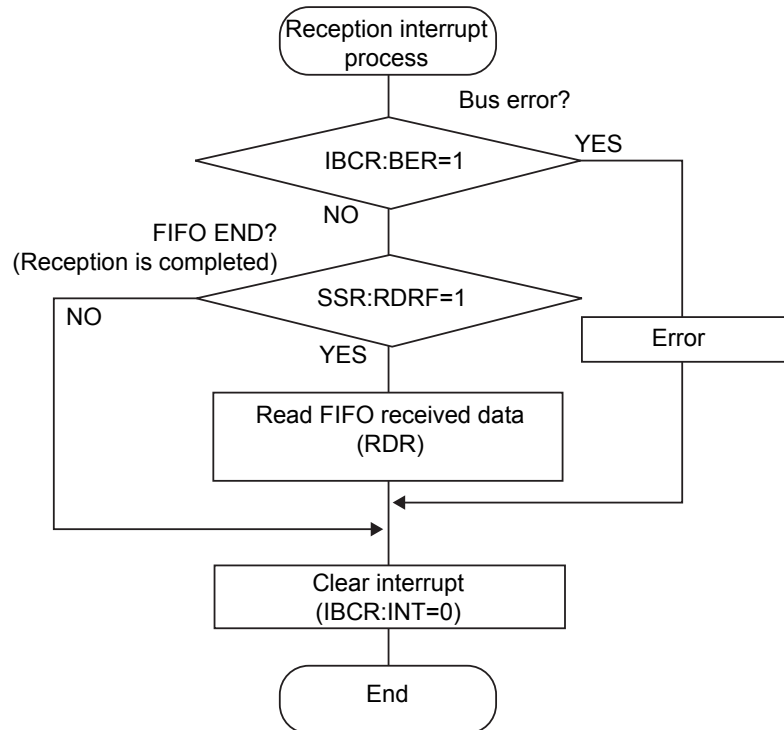 Reception interrupt
process
Bus error?
IBCR:BER=1
YES
NO
FIFO END?
(Reception is completed)
SSR:RDRF=1
NO
YES
Error
Read FIFO received data
(RDR)
Clear interrupt
(IBCR:INT=0)
End